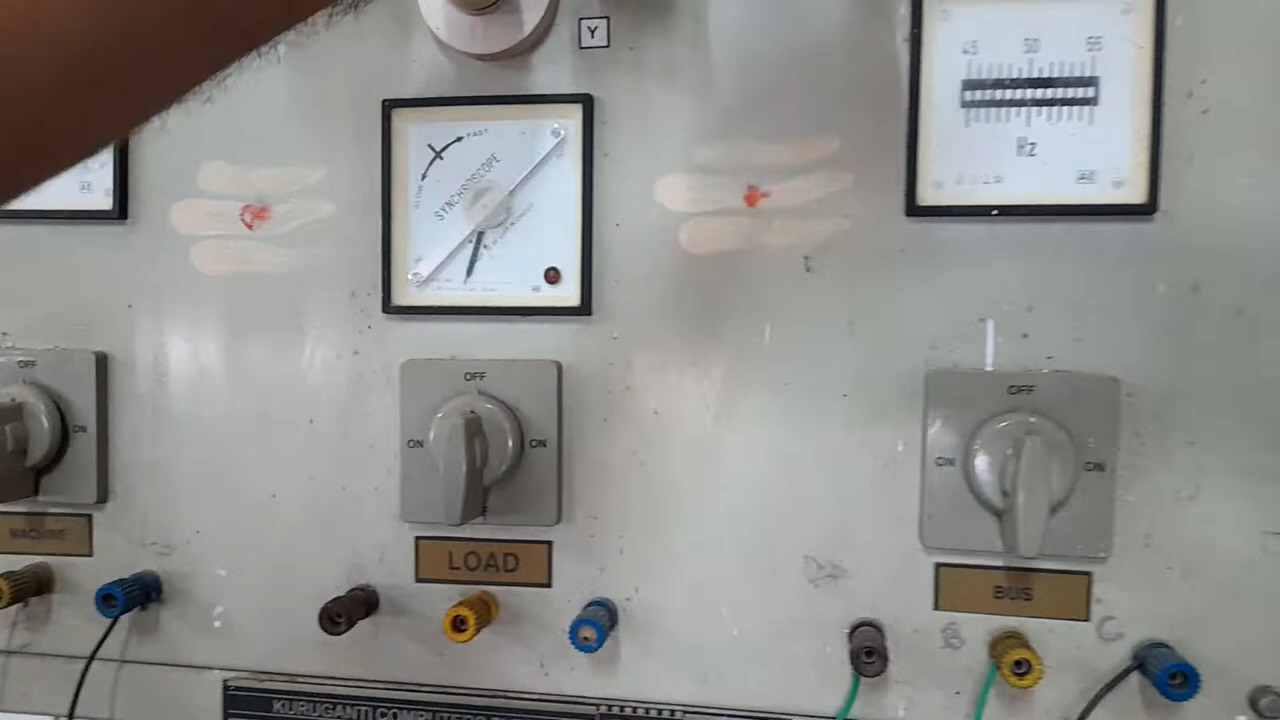 Y
45 50 55
Hz
SLOW FAST
SYNCHROSCOPE
OFF
ON
OFF
ON ON
OFF
ON ON
MACHINE
LOAD
BUS
B
C
KURUGANTI COMPUTERS